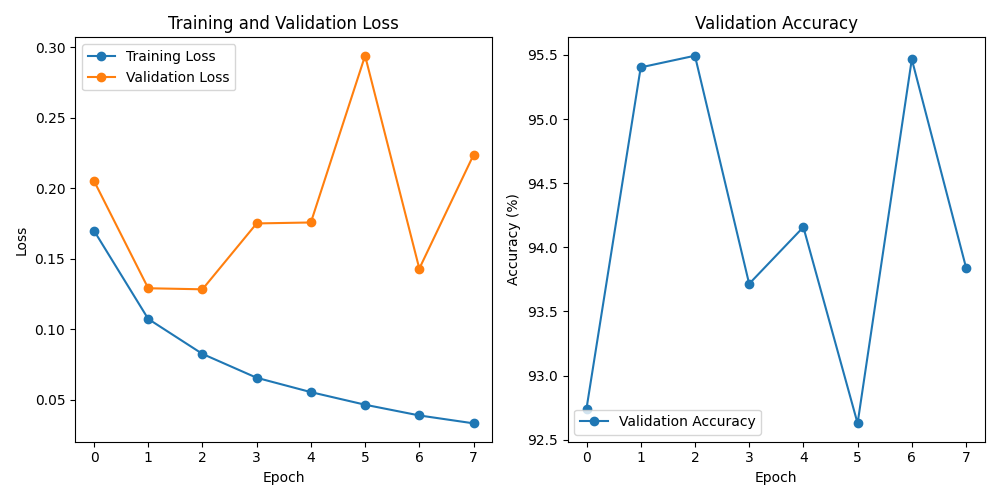 Training and Validation Loss
Training Loss
Validation Loss
0.30
0.25
0.20
0.15
0.10
0.05
Loss
0 1 2 3 4 5 6 7
Epoch
Validation Accuracy
95.5
95.0
94.5
94.0
93.5
93.0
92.5
Accuracy (%)
Validation Accuracy
0 1 2 3 4 5 6 7
Epoch